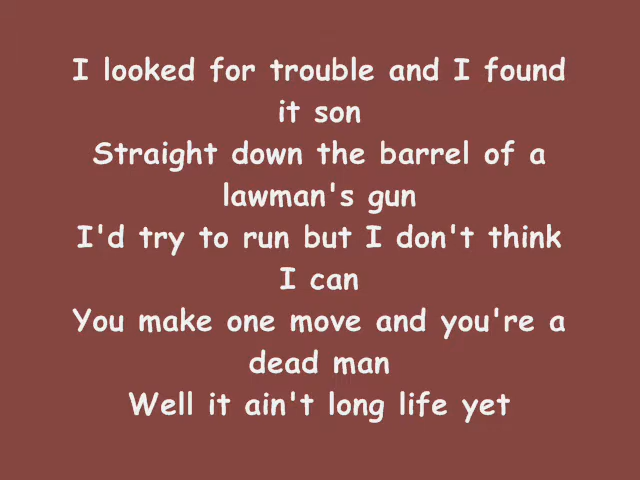 I looked for trouble and I found
it son
Straight down the barrel of a
lawman's gun
I'd try to run but I don't think
I can
You make one move and you're a
dead man
Well it ain't long life yet